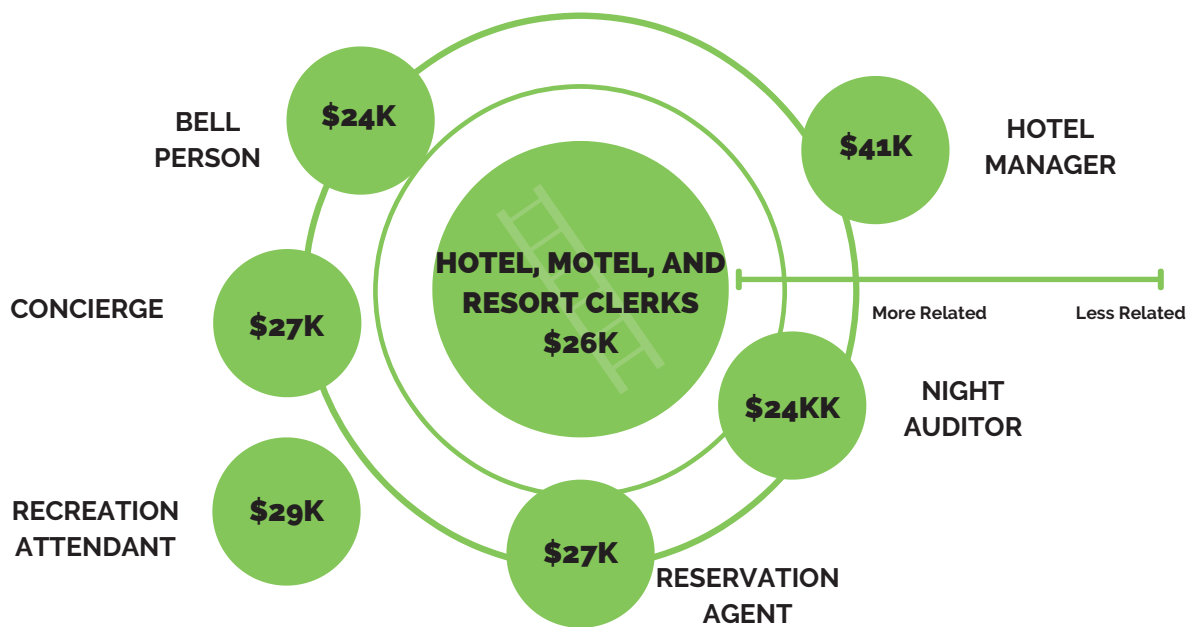 BELL
PERSON
$24K
$41K
HOTEL
MANAGER
HOTEL, MOTEL, AND
RESORT CLERKS
$26K
CONCIERGE
$27K
More Related
Less Related
$24KK
NIGHT
AUDITOR
RECREATION
ATTENDANT
$29K
$27K
RESERVATION
AGENT